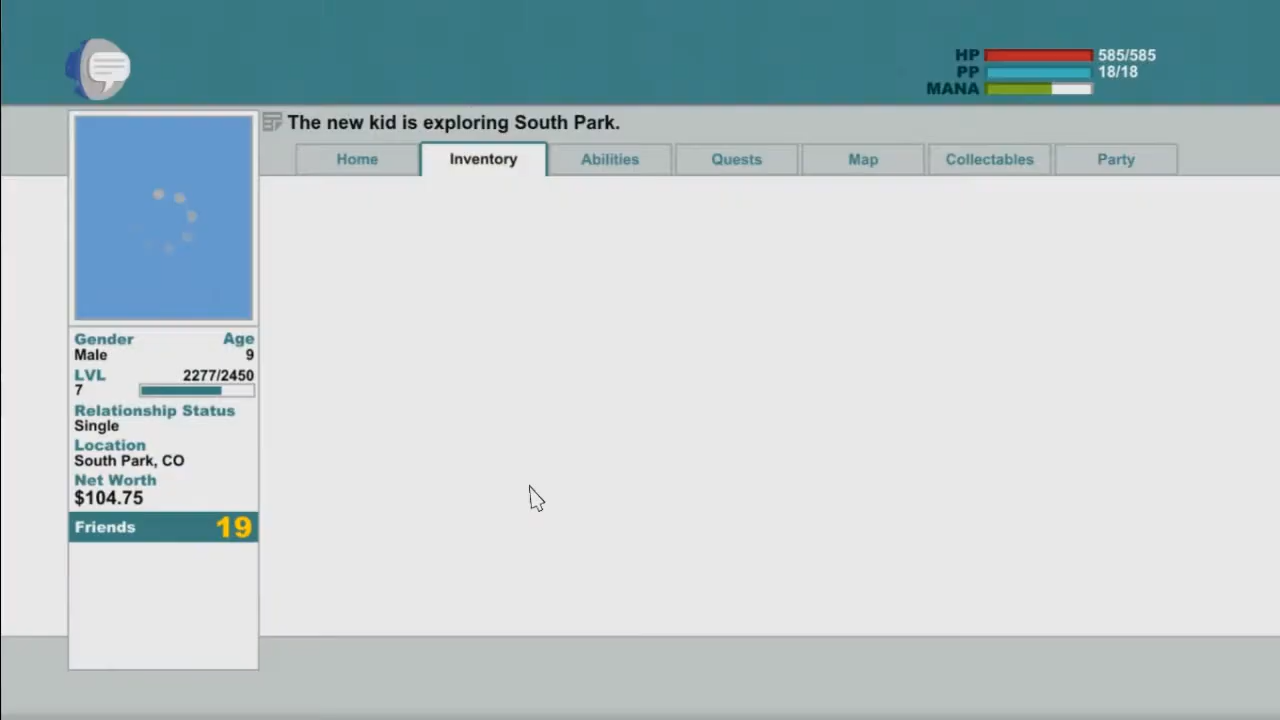 HP 585/585
PP 18/18
MANA
The new kid is exploring South Park.
Home Inventory Abilities Quests Map Collectables Party
Gender Age
Male 9
LVL 2277/2450
7
Relationship Status
Single
Location
South Park, CO
Net Worth
$104.75
Friends 19